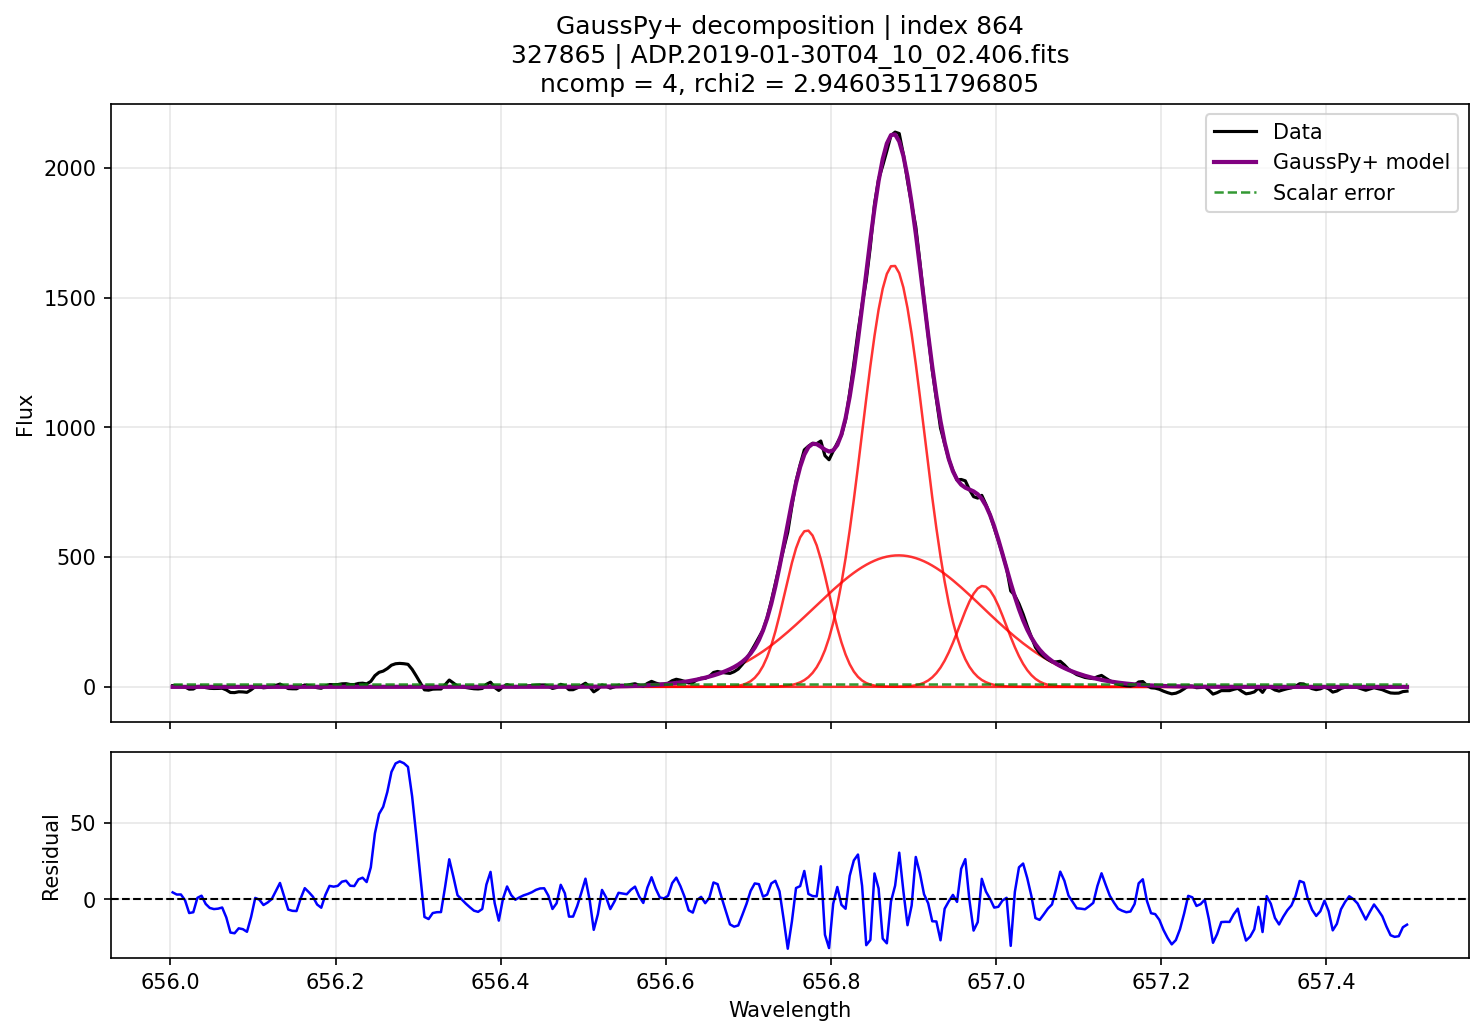 GaussPy+ decomposition | index 864
327865 | ADP.2019-01-30T04_10_02.406.fits
ncomp = 4, rchi2 = 2.94603511796805
Data
GaussPy+ model
Scalar error
Flux
2000
1500
1000
500
0
Residual
50
0
656.0 656.2 656.4 656.6 656.8 657.0 657.2 657.4
Wavelength